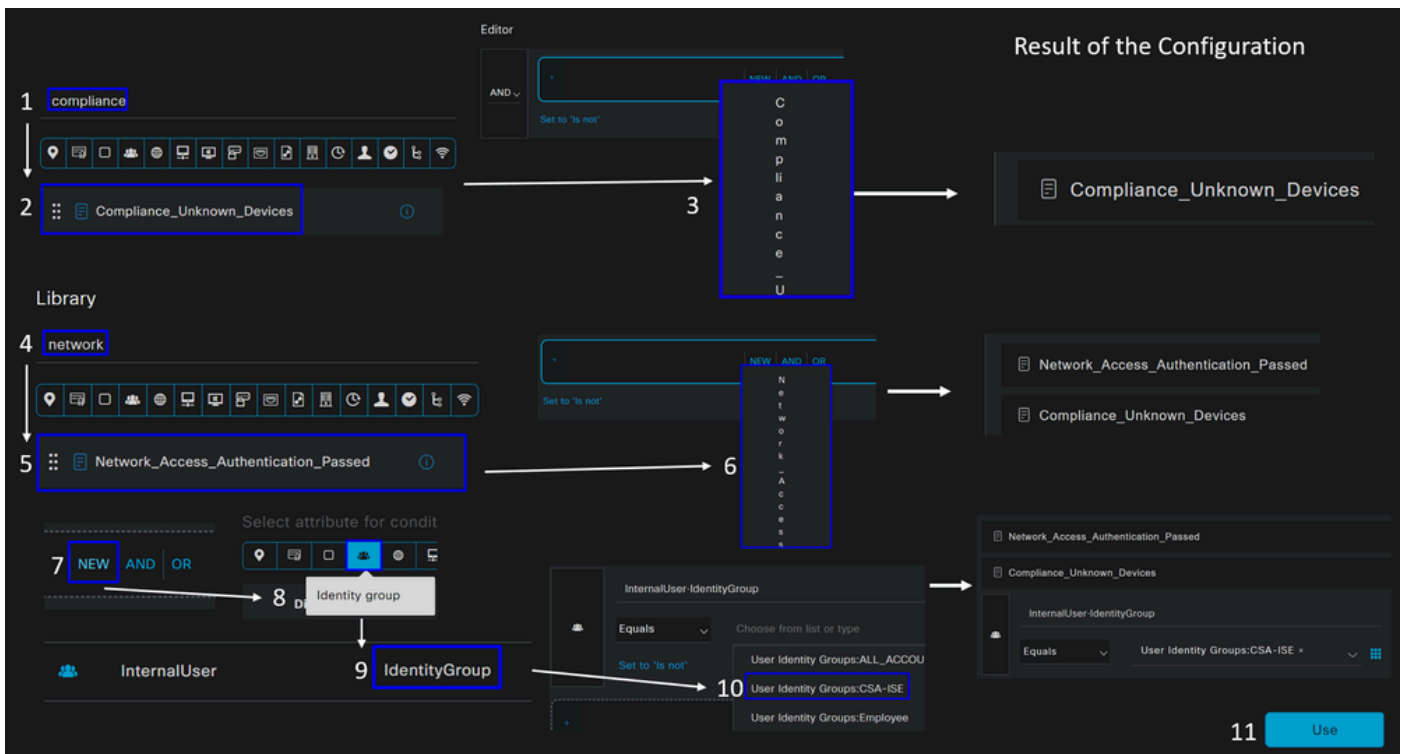 Editor
Result of the Configuration
1 compliance
AND
+
NEW AND OR
Set to 'Is not'
C
o
m
p
li
a
n
c
e
_
U
2 Compliance_Unknown_Devices
3
Compliance_Unknown_Devices
Library
4 network
+
NEW AND OR
Set to 'Is not'
N
e
t
w
o
r
k
_
A
c
c
e
s
s
Network_Access_Authentication_Passed
Compliance_Unknown_Devices
5 Network_Access_Authentication_Passed
6
Select attribute for condit
7 NEW AND OR
8 Di
Identity group
InternalUser
9 IdentityGroup
InternalUser·IdentityGroup
Equals
Choose from list or type
Set to 'Is not'
User Identity Groups:ALL_ACCOU
10 User Identity Groups:CSA-ISE
User Identity Groups:Employee
+
Network_Access_Authentication_Passed
Compliance_Unknown_Devices
InternalUser·IdentityGroup
Equals
User Identity Groups:CSA-ISE ×
11 Use